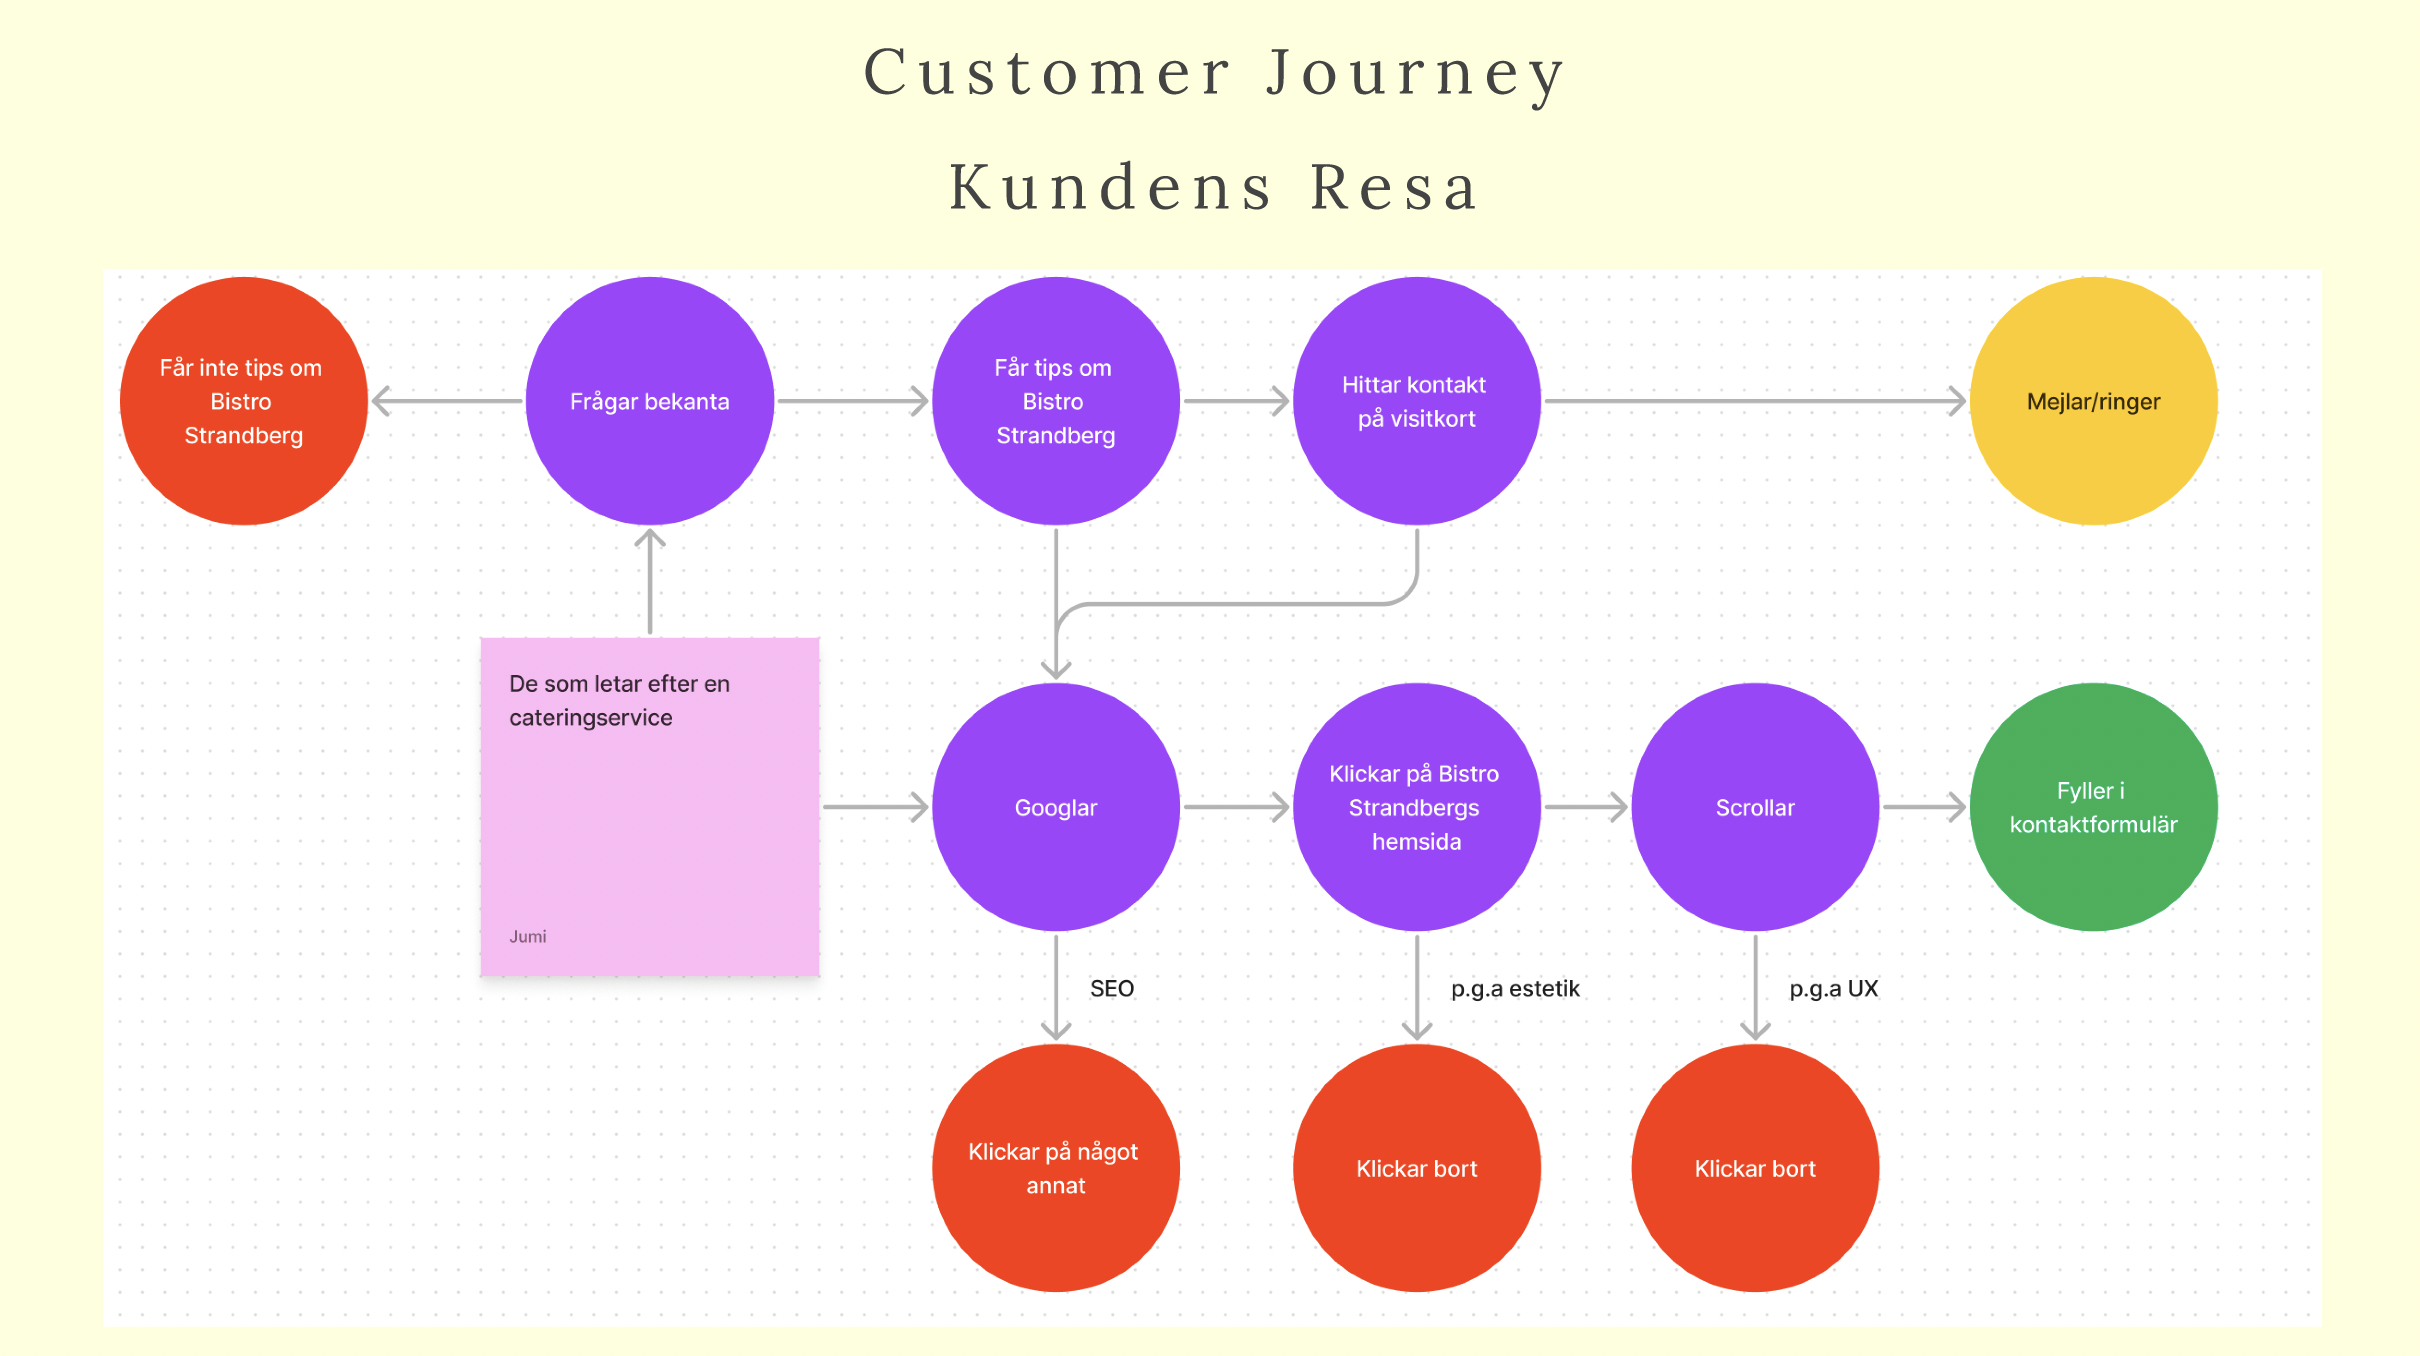 Customer Journey
Kundens Resa
Får inte tips om
Bistro
Strandberg
Frågar bekanta
Får tips om
Bistro
Strandberg
Hittar kontakt
på visitkort
Mejlar/ringer
De som letar efter en
cateringservice
Jumi
Googlar
Klickar på Bistro
Strandbergs
hemsida
Scrollar
Fyller i
kontaktformulär
SEO
p.g.a estetik
p.g.a UX
Klickar på något
annat
Klickar bort
Klickar bort